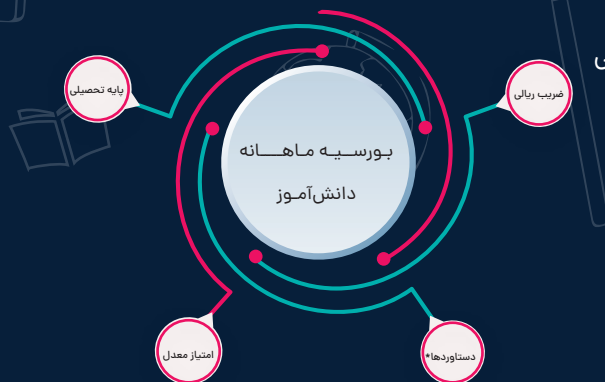 بورسیه ماهانه
دانش‌آموز
ضریب ریالی
پایه تحصیلی
دستاوردها*
امتیاز معدل